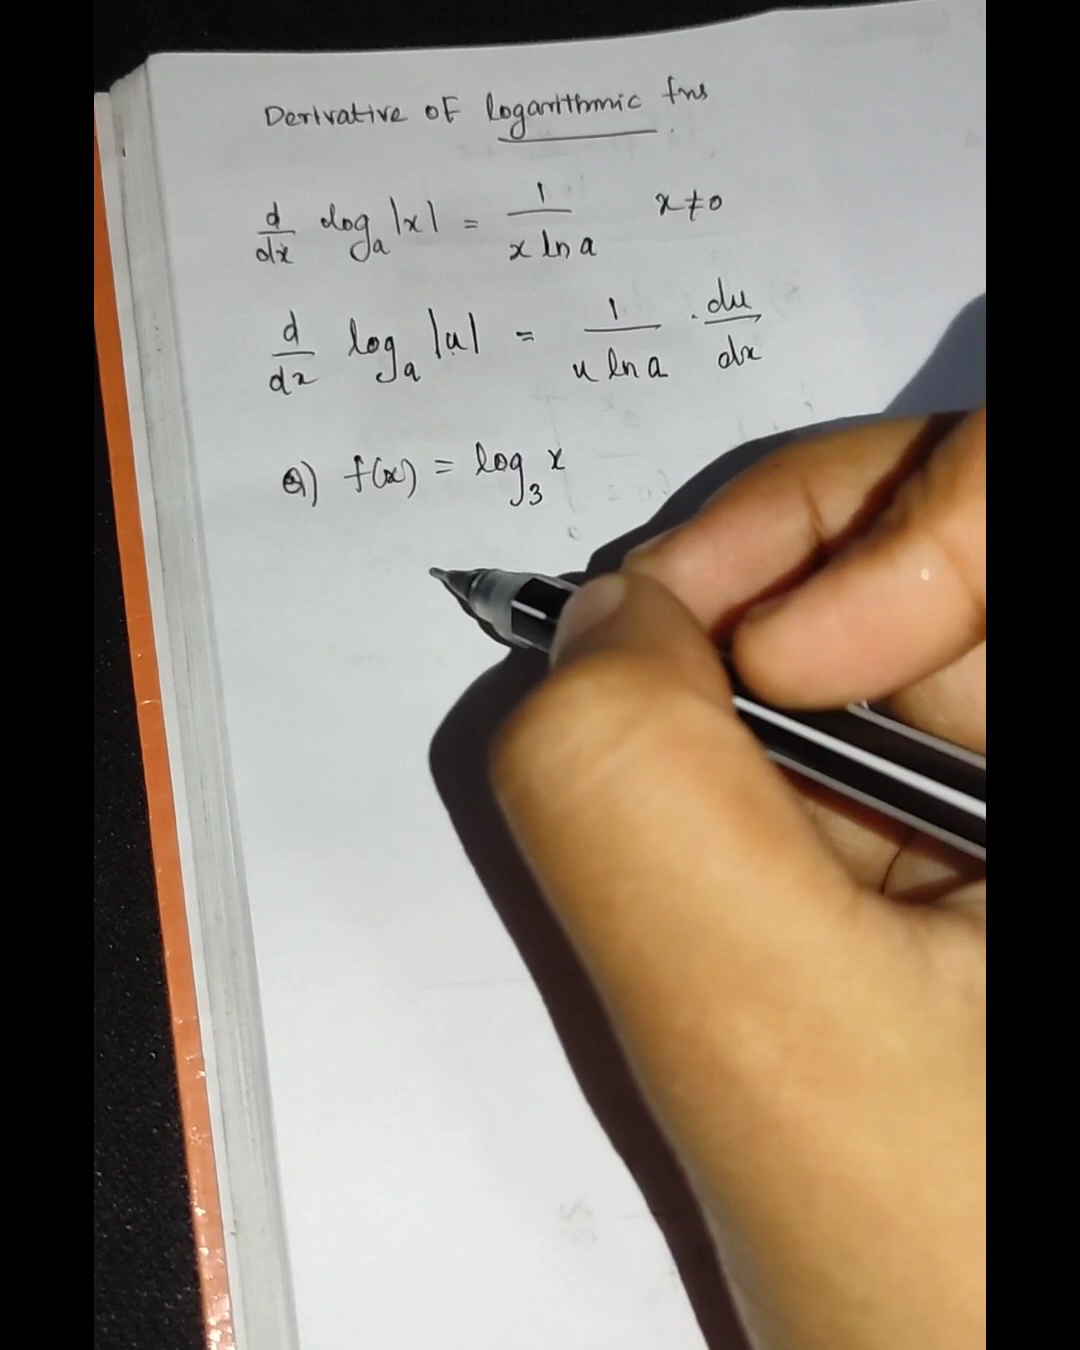 Derivative of logarithmic fns
d/dx log_a |x| = 1/(x ln a) x≠0
d/dx log_a |u| = 1/(u ln a) · du/dx
Q) f(x) = log_3 x